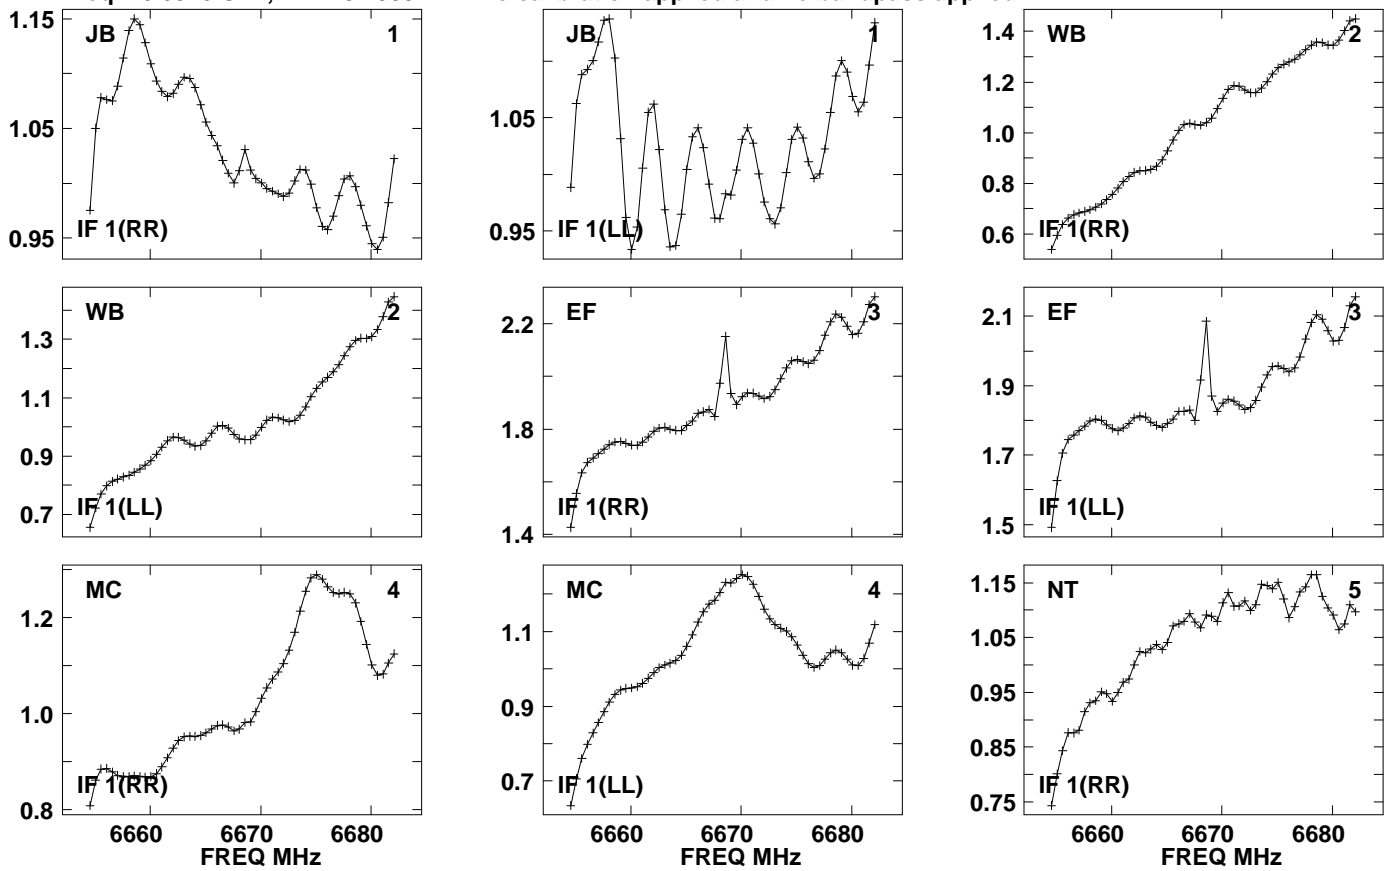 JB 1
1.15
1.05
0.95
IF 1(RR)
JB 1
1.05
0.95
IF 1(LL)
WB 2
1.4
1.2
1.0
0.8
0.6
IF 1(RR)
WB 2
1.3
1.1
0.9
0.7
IF 1(LL)
EF 3
2.2
1.8
1.4
IF 1(RR)
EF 3
2.1
1.9
1.7
1.5
IF 1(LL)
MC 4
1.2
1.0
0.8
IF 1(RR)
6660 6670 6680
FREQ MHz
MC 4
1.1
0.9
0.7
IF 1(LL)
6660 6670 6680
FREQ MHz
NT 5
1.15
1.05
0.95
0.85
0.75
IF 1(RR)
6660 6670 6680
FREQ MHz